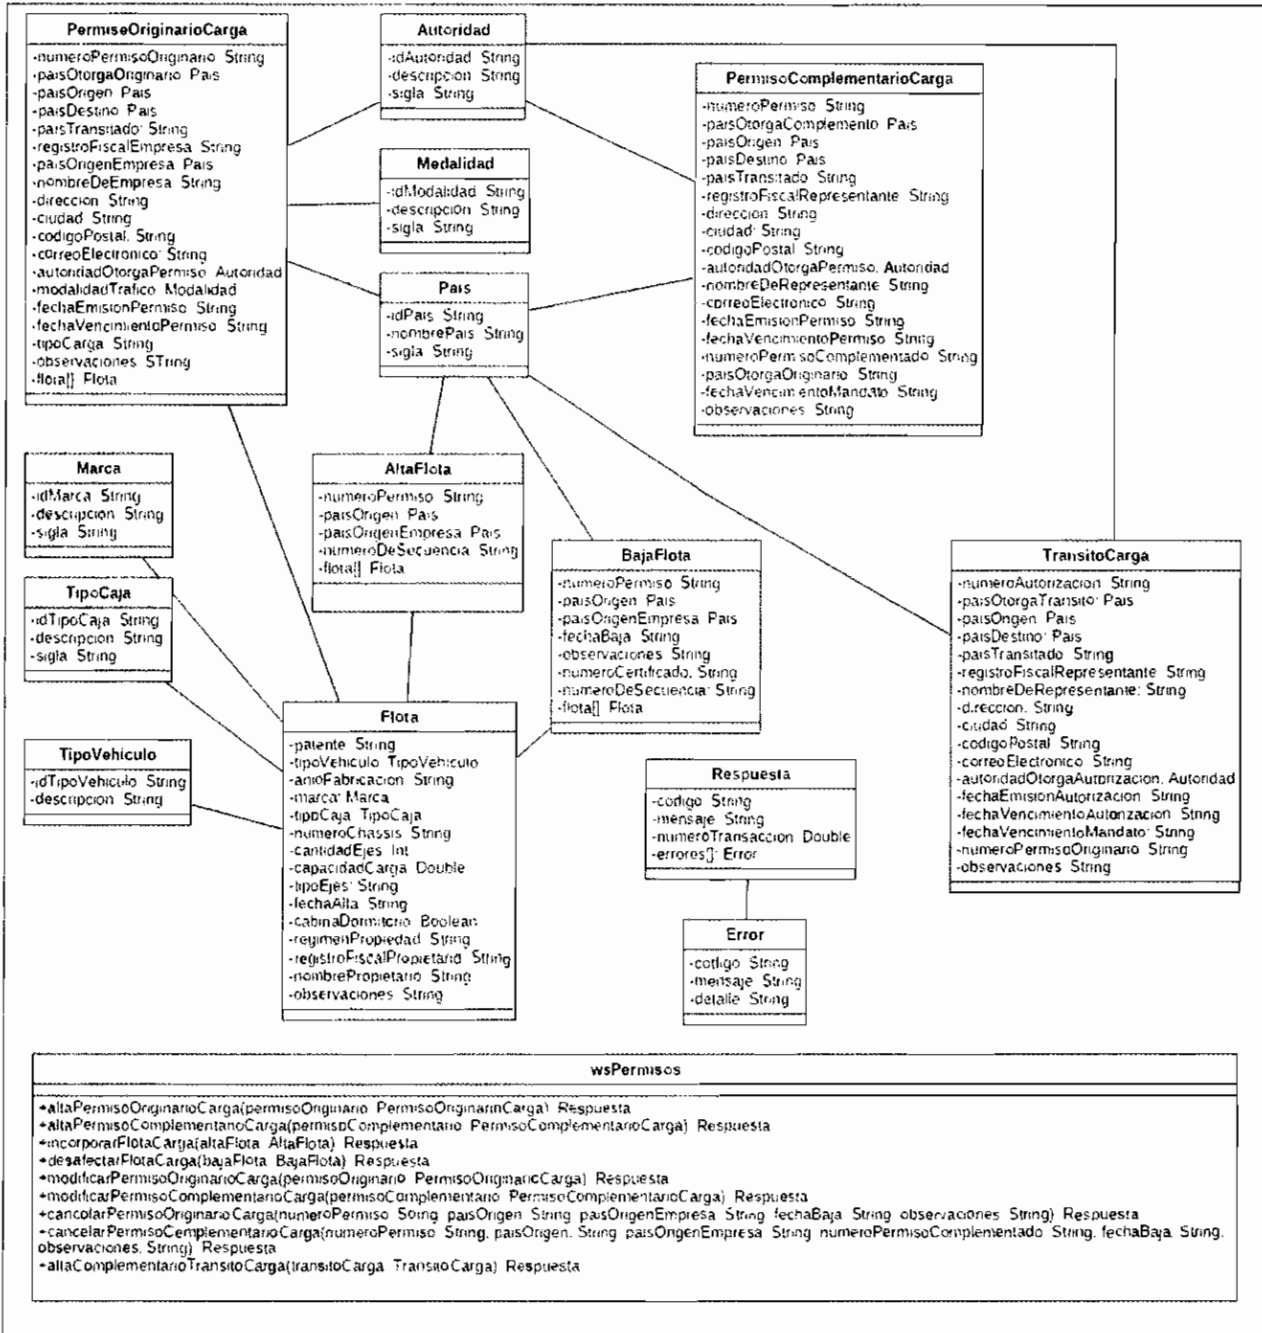 PermiseOriginarioCarga
-numeroPermisoOriginario String
-paisOtorgaOriginario Pais
-paisOrigen Pais
-paisDestino Pais
-paisTransitado: String
-registroFiscalEmpresa String
-paisOrigenEmpresa Pais
-nombreDeEmpresa String
-direccion String
-ciudad String
-codigoPostal. String
-correoElectronico: String
-autoridadOtorgaPermiso Autoridad
-modalidadTrafico Modalidad
-fechaEmisionPermiso String
-fechaVencimientoPermiso String
-tipoCarga String
-observaciones STring
-flota[] Flota
Autoridad
-idAutoridad String
-descripcion String
-sigla String
Medalidad
-idModalidad String
-descripción String
-sigla String
Pais
-idPais String
-nombrePais String
-sigla String
PermisoComplementarioCarga
-numeroPermiso String
-paisOtorgaComplemento Pais
-paisOrigen Pais
-paisDestino Pais
-paisTransitado String
-registroFiscalRepresentante String
-direccion String
-ciudad: String
-codigoPostal String
-autoridadOtorgaPermiso. Autoridad
-nombreDeRepresentante String
-correoElectronico String
-fechaEmisionPermiso String
-fechaVencimientoPermiso String
-numeroPermisoComplementado String
-paisOtorgaOriginario String
-fechaVencimientoMandato String
-observaciones String
Marca
-idMarca String
-descripcion String
-sigla String
TipoCaja
-idTipoCaja String
-descripcion String
-sigla String
TipoVehiculo
-idTipoVehiculo String
-descripcion String
AltaFlota
-numeroPermiso String
-paisOrigen Pais
-paisOrigenEmpresa Pais
-numeroDeSecuencia String
-flota[] Flota
BajaFlota
-numeroPermiso String
-paisOrigen Pais
-paisOrigenEmpresa Pais
-fechaBaja String
-observaciones String
-numeroCertificado. String
-numeroDeSecuencia: String
-flota[] Flota
TransitoCarga
-numeroAutorizacion String
-paisOtorgaTransito: Pais
-paisOrigen Pais
-paisDestino: Pais
-paisTransitado String
-registroFiscalRepresentante String
-nombreDeRepresentante: String
-direccion. String
-ciudad String
-codigoPostal String
-correoElectronico String
-autoridadOtorgaAutorizacion. Autoridad
-fechaEmisionAutorizacion String
-fechaVencimientoAutorizacion String
-fechaVencimientoMandato: String
-numeroPermisoOriginario String
-observaciones String
Flota
-patente String
-tipoVehiculo TipoVehiculo
-anioFabricacion String
-marca: Marca
-tipoCaja TipoCaja
-numeroChassis String
-cantidadEjes Int
-capacidadCarga Double
-tipoEjes: String
-fechaAlta String
-cabinaDormitorio Boolean
-regimenPropiedad String
-registroFiscalPropietario String
-nombrePropietario String
-observaciones String
Respuesta
-codigo String
-mensaje String
-numeroTransaccion Double
-errores[]: Error
Error
-codigo String
-mensaje String
-detalle String
wsPermisos
+altaPermisoOriginarioCarga(permisoOriginario PermisoOriginarioCarga) Respuesta
+altaPermisoComplementarioCarga(permisoComplementario PermisoComplementarioCarga) Respuesta
+incorporarFlotaCarga(altaFlota AltaFlota) Respuesta
+desafectarFlotaCarga(bajaFlota BajaFlota) Respuesta
+modificarPermisoOriginarioCarga(permisoOriginario PermisoOriginarioCarga) Respuesta
+modificarPermisoComplementarioCarga(permisoComplementario PermisoComplementarioCarga) Respuesta
+cancelarPermisoOriginarioCarga(numeroPermiso String paisOrigen String paisOrigenEmpresa String fechaBaja String observaciones String) Respuesta
+cancelarPermisoComplementarioCarga(numeroPermiso String, paisOrigen. String paisOrigenEmpresa String numeroPermisoComplementado String, fechaBaja String,
observaciones. String) Respuesta
+altaComplementarioTransitoCarga(transitoCarga TransitoCarga) Respuesta